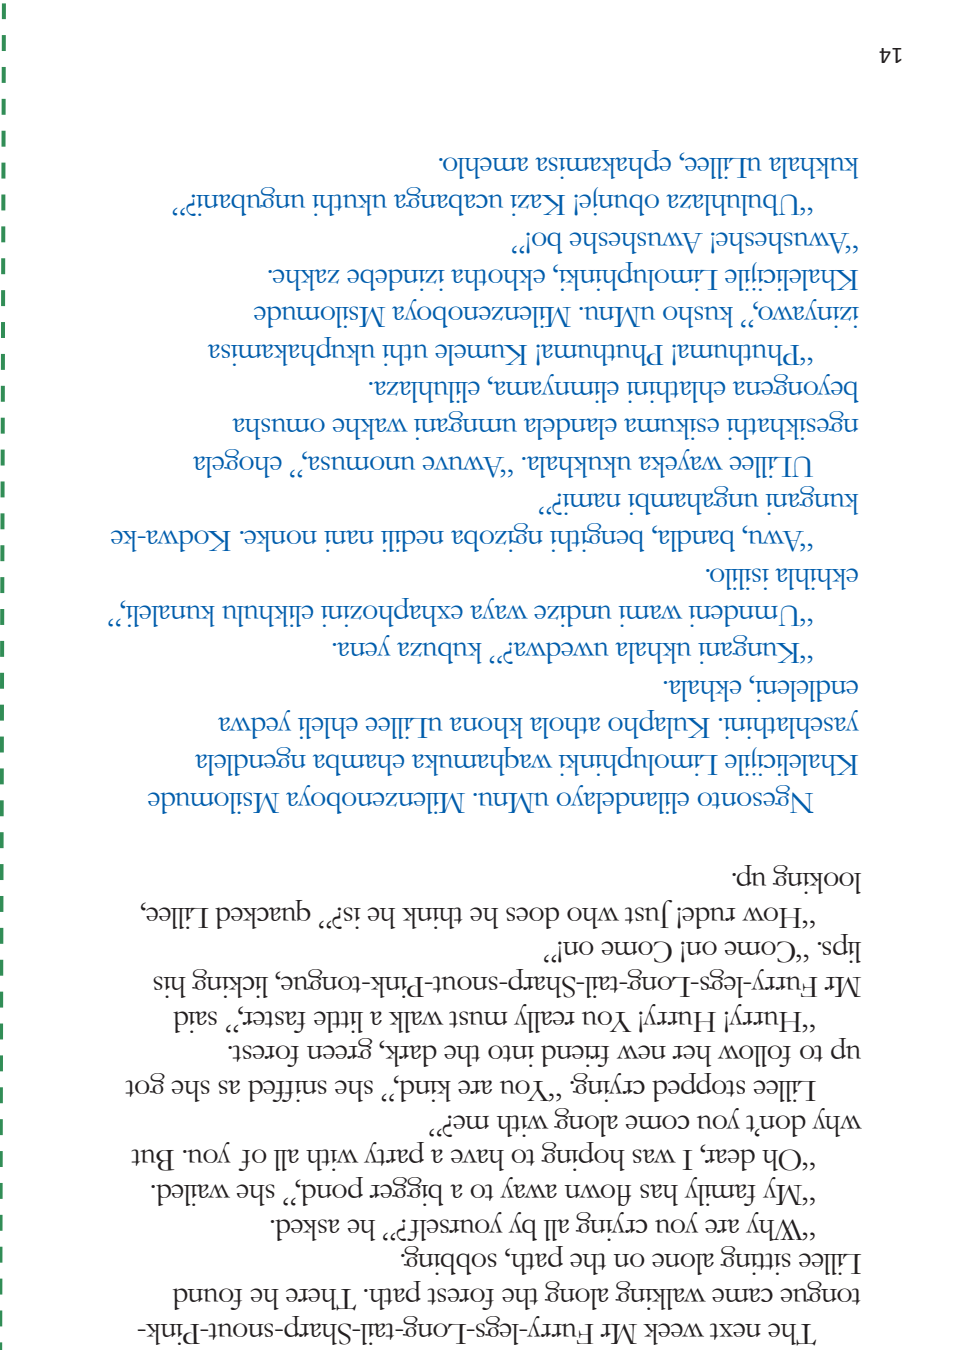 The next week Mr Furry-legs-Long-tail-Sharp-snout-Pink-
tongue came walking along the forest path. There he found
Lillee sitting alone on the path, sobbing.
“Why are you crying all by yourself?” he asked.
“My family has flown away to a bigger pond,” she wailed.
“Oh dear, I was hoping to have a party with all of you. But
why don’t you come along with me?”
Lillee stopped crying. “You are kind,” she sniffed as she got
up to follow her new friend into the dark, green forest.
“Hurry! Hurry! You really must walk a little faster,” said
Mr Furry-legs-Long-tail-Sharp-snout-Pink-tongue, licking his
lips. “Come on! Come on!”
“How rude! Just who does he think he is?” quacked Lillee,
looking up.
Ngesonto elilandelayo uMnu. Milenzenoboya Msilomude
Khalelicijile Limoluphinki waqhamuka ehamba ngendlela
yasehlathini. Kulapho athola khona uLillee ehleli yedwa
endleleni, ekhala.
“Kungani ukhala uwedwa?” kubuza yena.
“Umndeni wami undize waya exhaphozini elikhulu kunaleli,”
ekhihla isililo.
“Awu, bandla, bengithi ngizoba nedili nani nonke. Kodwa-ke
kungani ungahambi nami?”
ULillee wayeka ukukhala. “Awuve unomusa,” ehogela
ngesikhathi esikuma elandela umngani wakhe omusha
beyongena ehlathini elimnyama, eliluhlaza.
“Phuthuma! Phuthuma! Kumele uthi ukuphakamisa
izinyawo,” kusho uMnu. Milenzenoboya Msilomude
Khalelicijile Limoluphinki, ekhotha izindebe zakhe.
“Awusheshe! Awusheshe bo!”
“Ubuluhlaza obunje! Kazi ucabanga ukuthi ungubani?”
kukhala uLillee, ephakamisa amehlo.
14